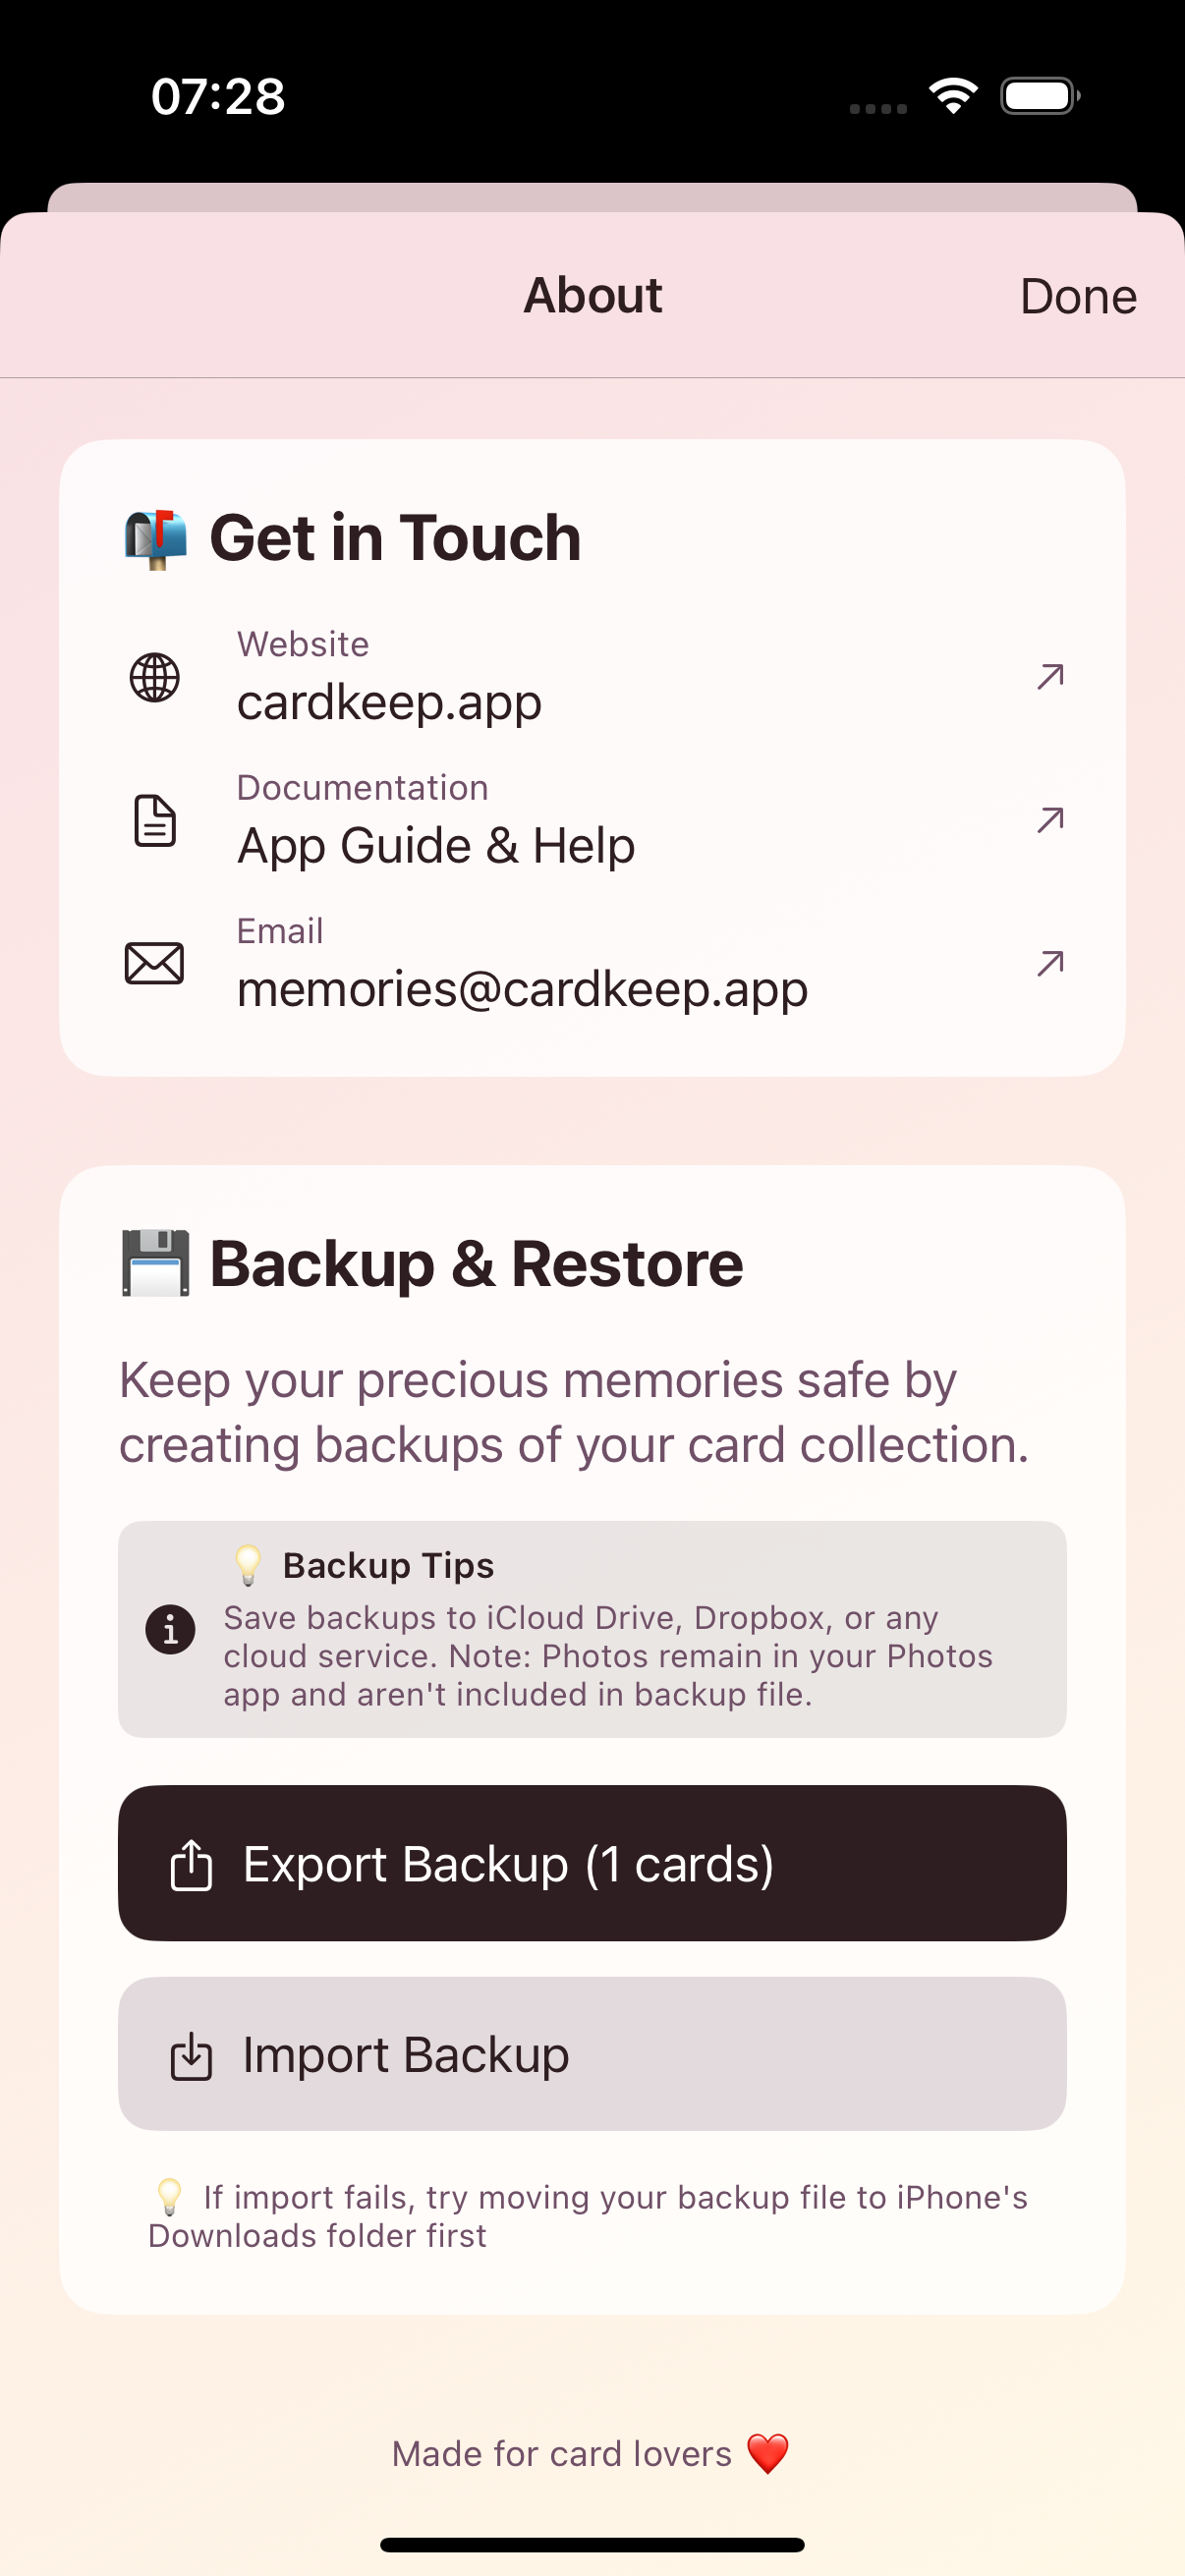 07:28
About
Done
Get in Touch
Website
cardkeep.app
Documentation
App Guide & Help
Email
memories@cardkeep.app
Backup & Restore
Keep your precious memories safe by
creating backups of your card collection.
Backup Tips
Save backups to iCloud Drive, Dropbox, or any
cloud service. Note: Photos remain in your Photos
app and aren't included in backup file.
Export Backup (1 cards)
Import Backup
If import fails, try moving your backup file to iPhone's
Downloads folder first
Made for card lovers ❤️